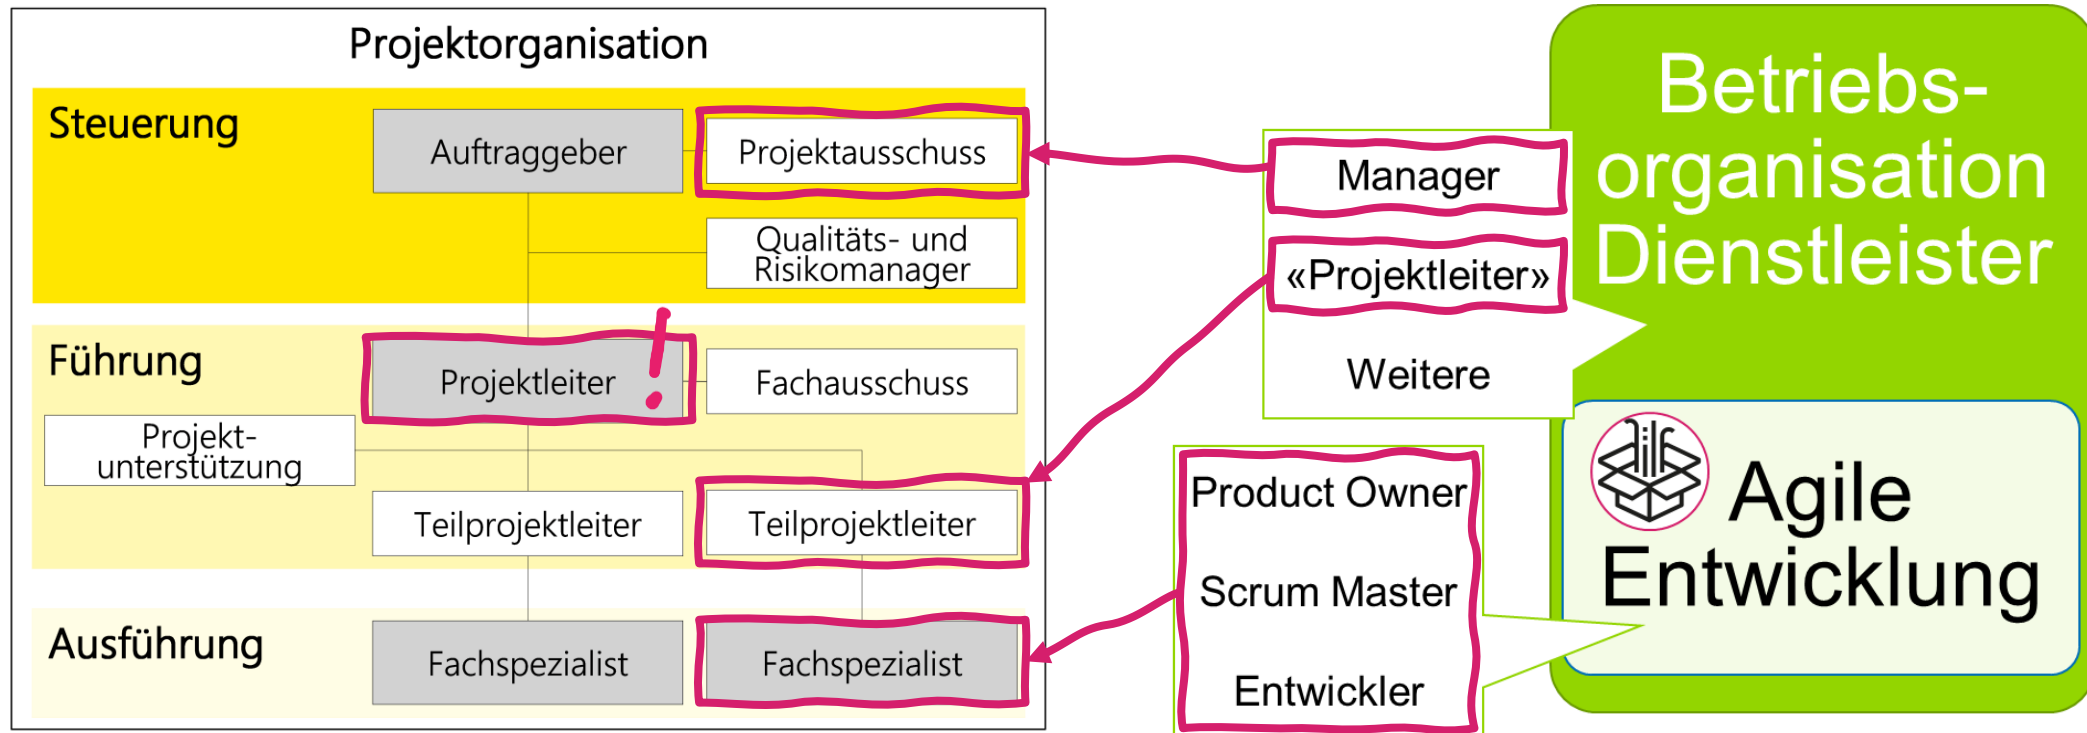 Projektorganisation
Steuerung
Auftraggeber
Projektausschuss
Qualitäts- und
Risikomanager
Führung
Projektleiter
!
Fachausschuss
Projekt-
unterstützung
Teilprojektleiter
Teilprojektleiter
Ausführung
Fachspezialist
Fachspezialist
Manager
«Projektleiter»
Weitere
Product Owner
Scrum Master
Entwickler
Betriebs-
organisation
Dienstleister
Agile
Entwicklung